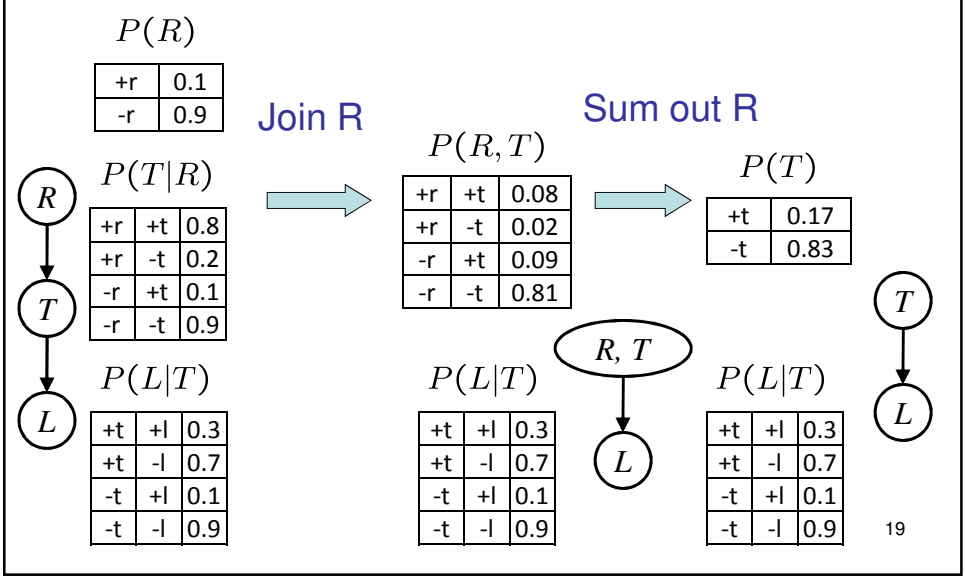 P(R)
+r 0.1
-r 0.9
Join R
Sum out R
R
T
L
P(T|R)
+r +t 0.8
+r -t 0.2
-r +t 0.1
-r -t 0.9
P(L|T)
+t +l 0.3
+t -l 0.7
-t +l 0.1
-t -l 0.9
P(R, T)
+r +t 0.08
+r -t 0.02
-r +t 0.09
-r -t 0.81
R, T
L
P(L|T)
+t +l 0.3
+t -l 0.7
-t +l 0.1
-t -l 0.9
P(T)
+t 0.17
-t 0.83
T
L
P(L|T)
+t +l 0.3
+t -l 0.7
-t +l 0.1
-t -l 0.9
19